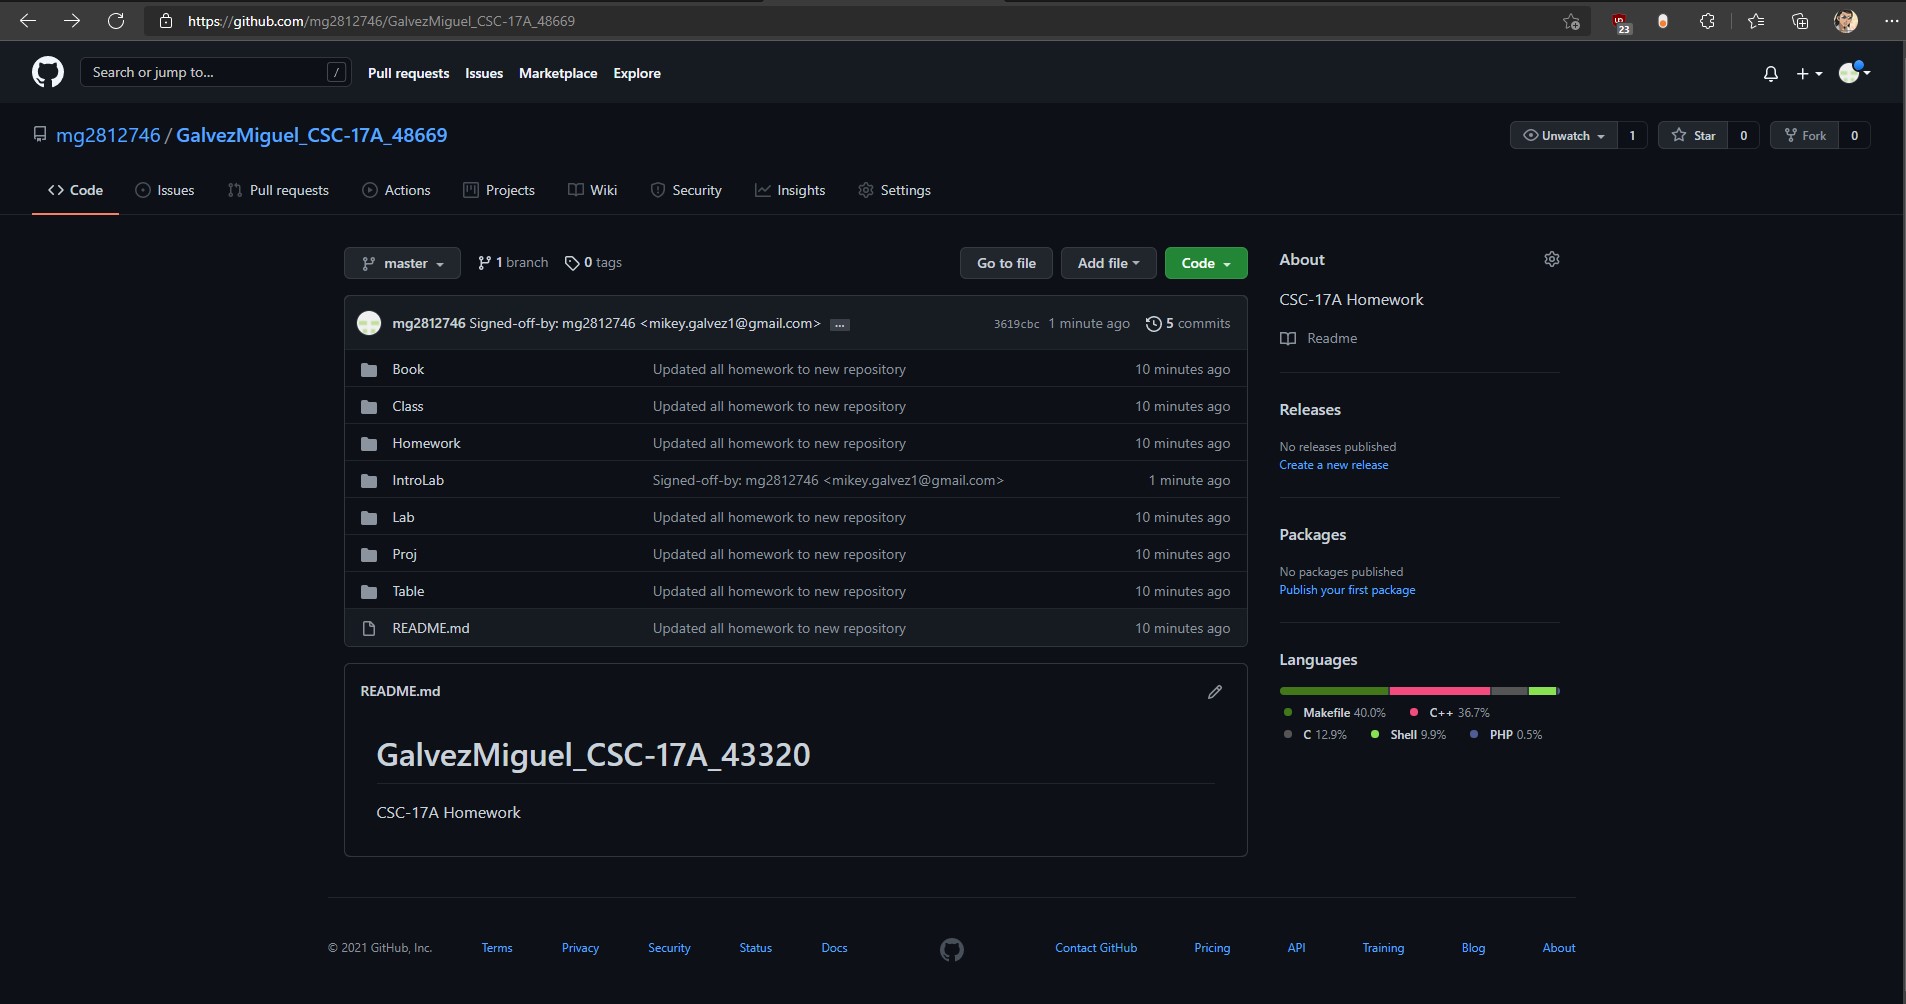 https://github.com/mg2812746/GalvezMiguel_CSC-17A_48669
23
Search or jump to... /
Pull requests Issues Marketplace Explore
mg2812746 / GalvezMiguel_CSC-17A_48669
Unwatch 1 Star 0 Fork 0
Code Issues Pull requests Actions Projects Wiki Security Insights Settings
master 1 branch 0 tags Go to file Add file Code
mg2812746 Signed-off-by: mg2812746 <mikey.galvez1@gmail.com> ... 3619cbc 1 minute ago 5 commits
Book Updated all homework to new repository 10 minutes ago
Class Updated all homework to new repository 10 minutes ago
Homework Updated all homework to new repository 10 minutes ago
IntroLab Signed-off-by: mg2812746 <mikey.galvez1@gmail.com> 1 minute ago
Lab Updated all homework to new repository 10 minutes ago
Proj Updated all homework to new repository 10 minutes ago
Table Updated all homework to new repository 10 minutes ago
README.md Updated all homework to new repository 10 minutes ago
README.md
GalvezMiguel_CSC-17A_43320
CSC-17A Homework
About
CSC-17A Homework
Readme
Releases
No releases published
Create a new release
Packages
No packages published
Publish your first package
Languages
Makefile 40.0% C++ 36.7%
C 12.9% Shell 9.9% PHP 0.5%
© 2021 GitHub, Inc. Terms Privacy Security Status Docs Contact GitHub Pricing API Training Blog About